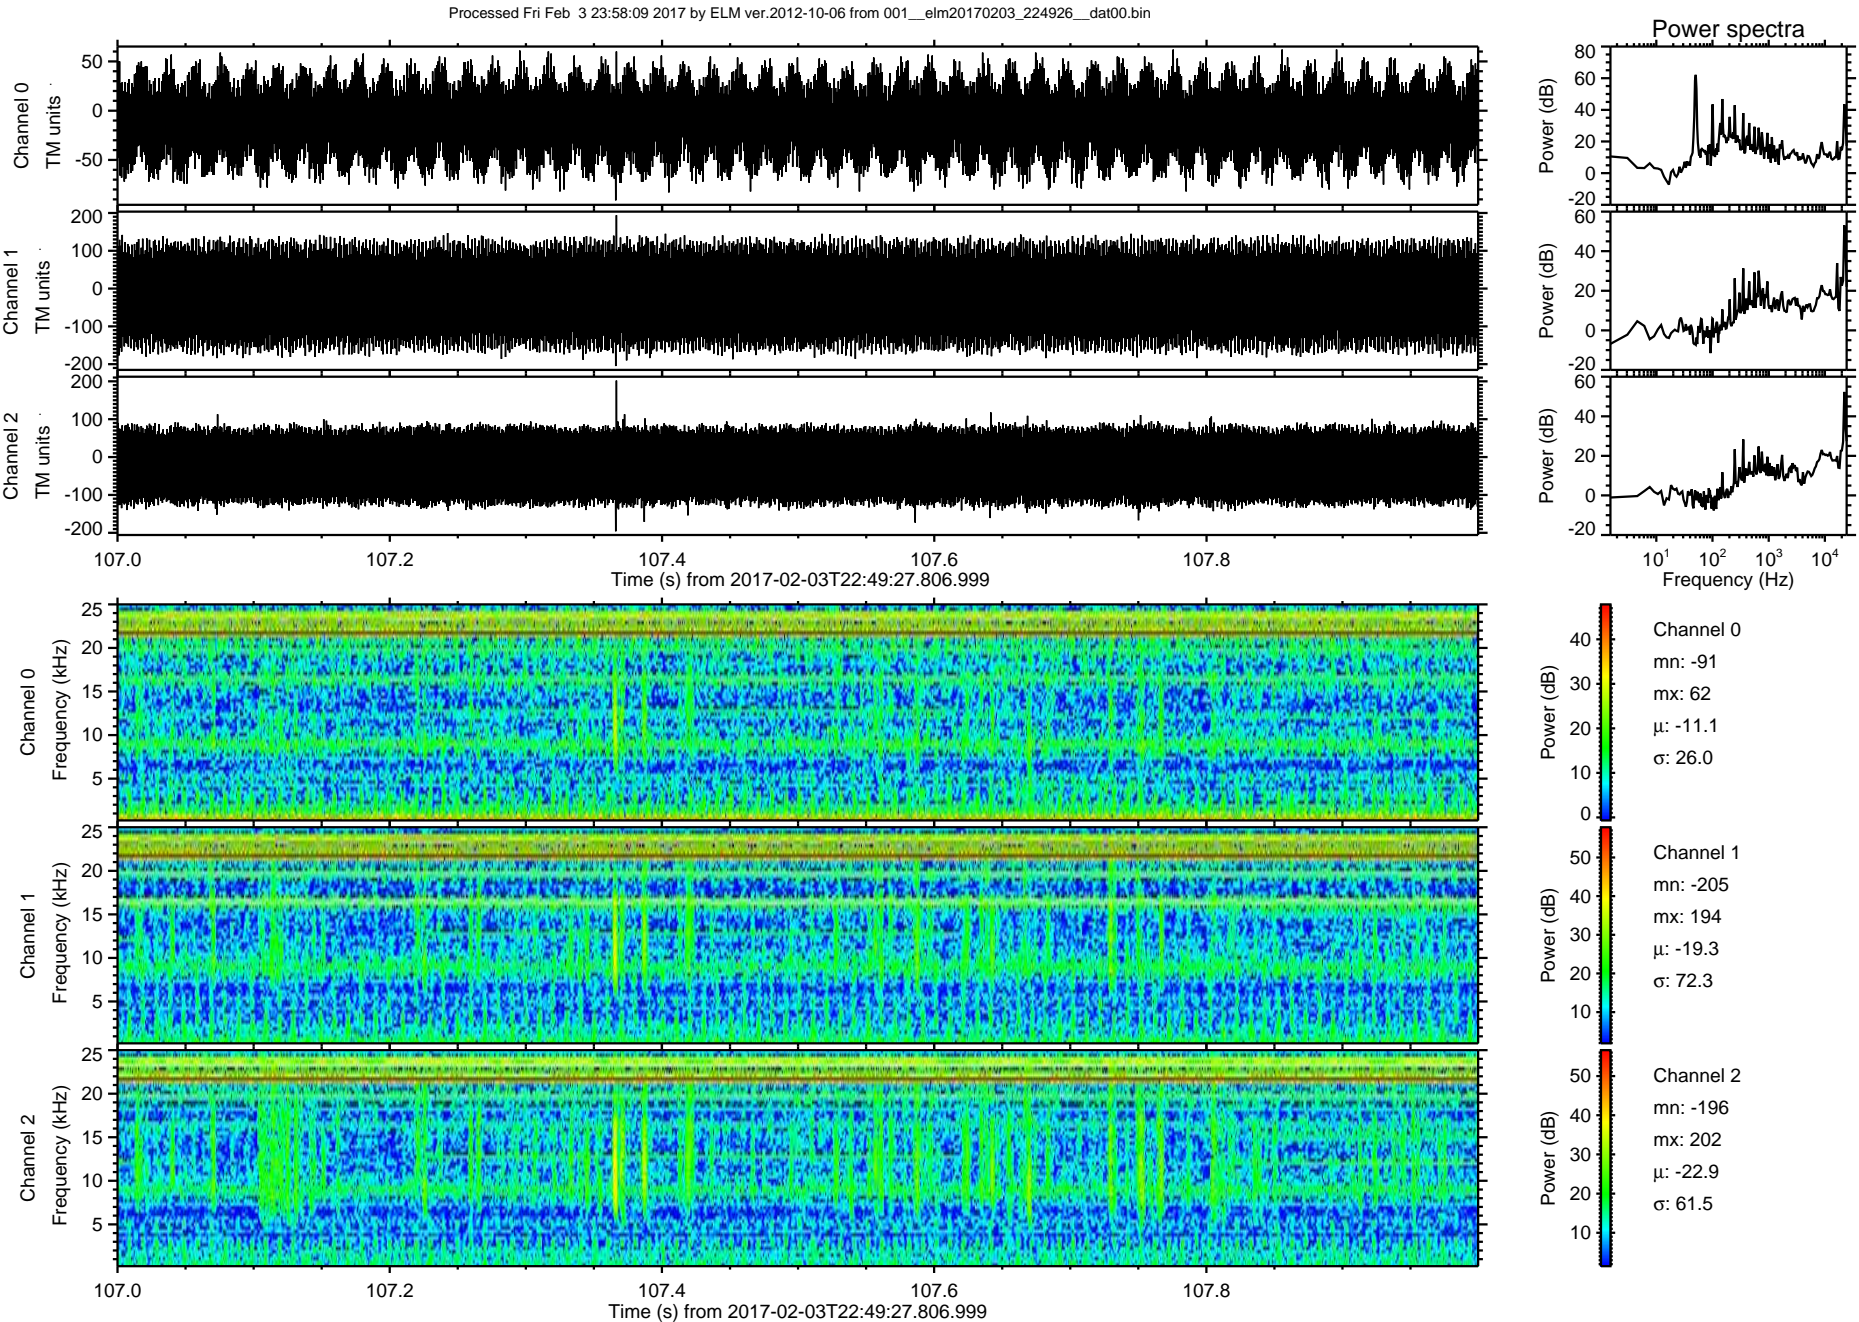 Processed Fri Feb  3 23:58:09 2017 by ELM ver.2012-10-06 from 001__elm20170203_224926__dat00.bin
Power spectra
Channel 0
TM units
50
0
-50
Power (dB)
80
60
40
20
0
-20
Channel 1
TM units
200
100
0
-100
-200
Power (dB)
60
40
20
0
-20
Channel 2
TM units
200
100
0
-100
-200
Power (dB)
60
40
20
0
-20
107.0 107.2 107.4 107.6 107.8
Time (s) from 2017-02-03T22:49:27.806.999
10¹ 10² 10³ 10⁴
Frequency (Hz)
Channel 0
Frequency (kHz)
25
20
15
10
5
Power (dB)
40
30
20
10
0
Channel 0
mn: -91
mx: 62
μ: -11.1
σ: 26.0
Channel 1
Frequency (kHz)
25
20
15
10
5
Power (dB)
50
40
30
20
10
Channel 1
mn: -205
mx: 194
μ: -19.3
σ: 72.3
Channel 2
Frequency (kHz)
25
20
15
10
5
Power (dB)
50
40
30
20
10
Channel 2
mn: -196
mx: 202
μ: -22.9
σ: 61.5
107.0 107.2 107.4 107.6 107.8
Time (s) from 2017-02-03T22:49:27.806.999